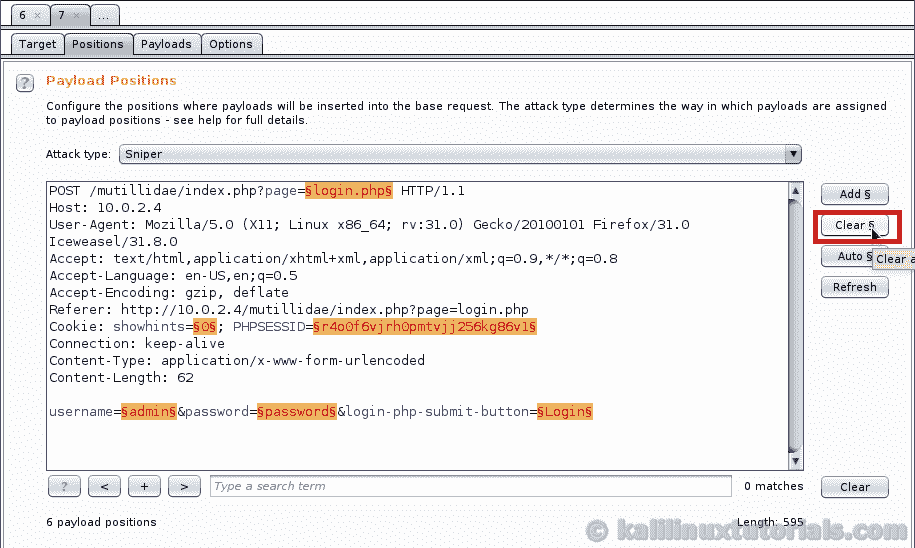 6 × 7 × ...
Target Positions Payloads Options
? Payload Positions
Configure the positions where payloads will be inserted into the base request. The attack type determines the way in which payloads are assigned
to payload positions - see help for full details.
Attack type: Sniper
POST /mutillidae/index.php?page=§login.php§ HTTP/1.1
Host: 10.0.2.4
User-Agent: Mozilla/5.0 (X11; Linux x86_64; rv:31.0) Gecko/20100101 Firefox/31.0
Iceweasel/31.8.0
Accept: text/html,application/xhtml+xml,application/xml;q=0.9,*/*;q=0.8
Accept-Language: en-US,en;q=0.5
Accept-Encoding: gzip, deflate
Referer: http://10.0.2.4/mutillidae/index.php?page=login.php
Cookie: showhints=§0§; PHPSESSID=§r4o0f6vjrh0pmtvjj256kg86v1§
Connection: keep-alive
Content-Type: application/x-www-form-urlencoded
Content-Length: 62
username=§admin§&password=§password§&login-php-submit-button=§Login§
Add §
Clear §
Auto §
Clear a
Refresh
? < + > Type a search term 0 matches Clear
6 payload positions Length: 595
© kalilinuxtutorials.com